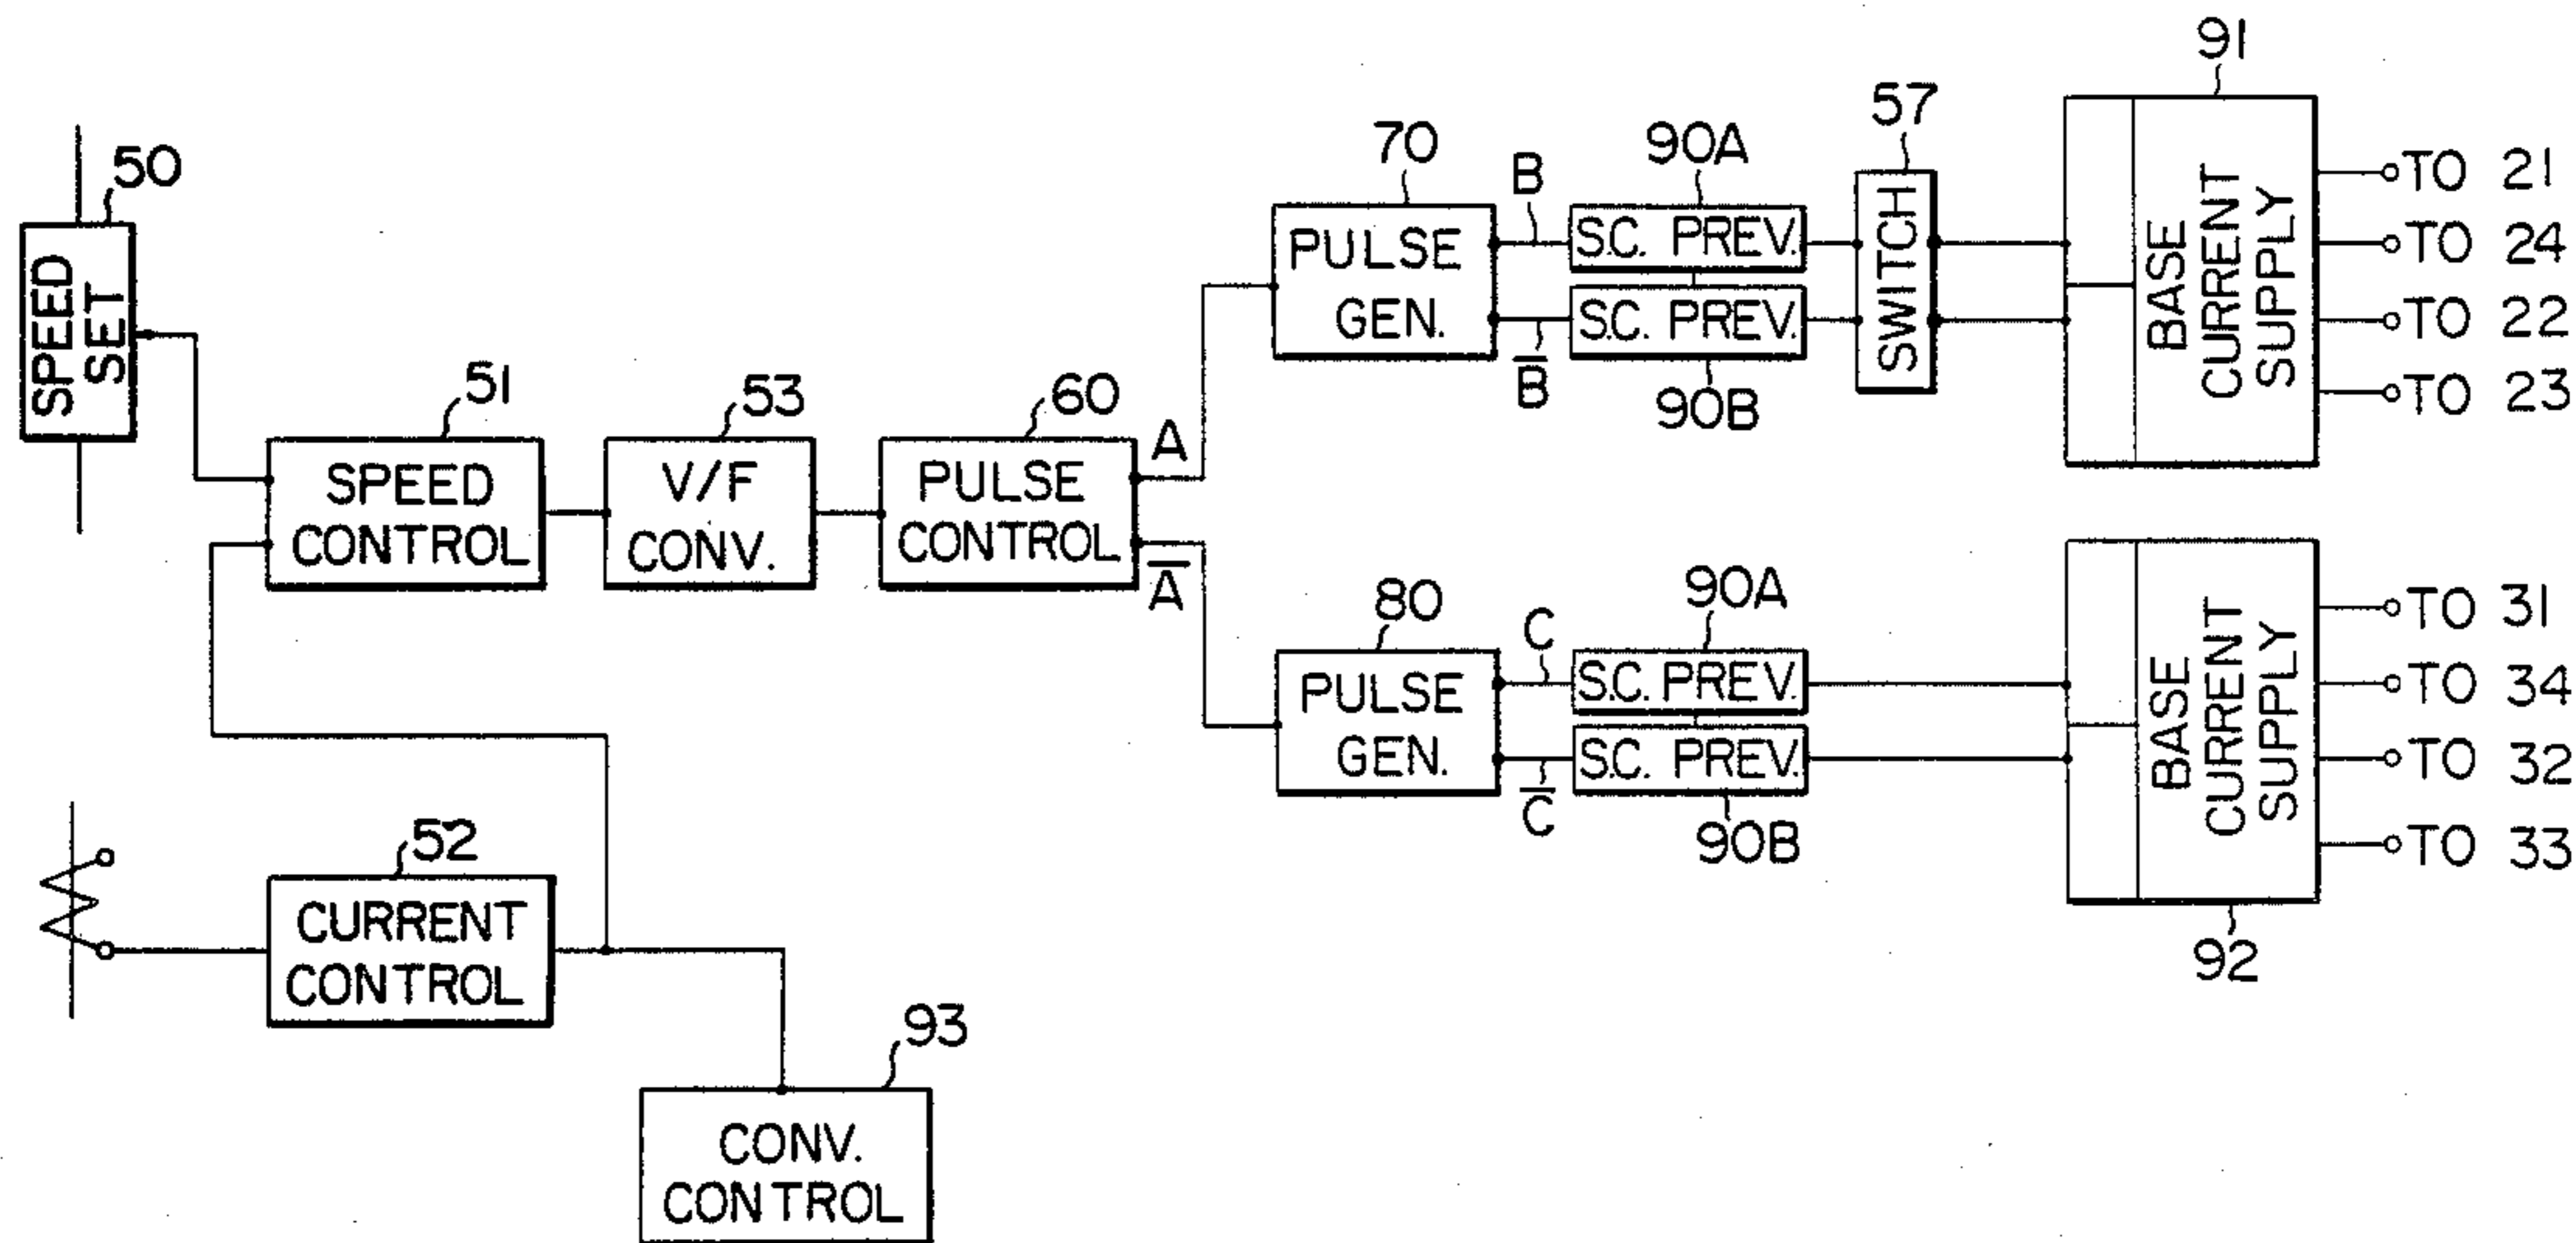 91
57
90A
70
B
50
SPEED
SET
PULSE
GEN.
S.C. PREV.
S.C. PREV.
B̅
90B
SWITCH
BASE
CURRENT
SUPPLY
TO 21
TO 24
TO 22
TO 23
51
53
60
A
SPEED
CONTROL
V/F
CONV.
PULSE
CONTROL
A̅
80
C
90A
PULSE
GEN.
S.C. PREV.
S.C. PREV.
C̅
90B
BASE
CURRENT
SUPPLY
TO 31
TO 34
TO 32
TO 33
92
52
CURRENT
CONTROL
93
CONV.
CONTROL